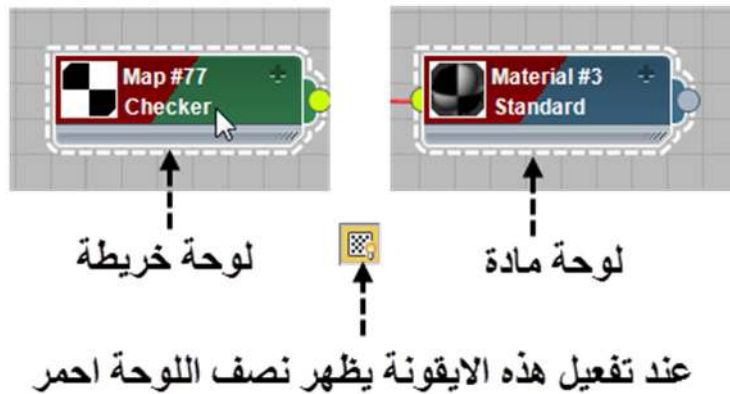 Map #77
Checker
Material #3
Standard
لوحة مادة
لوحة خريطة
عند تفعيل هذه الايقونة يظهر نصف اللوحة احمر